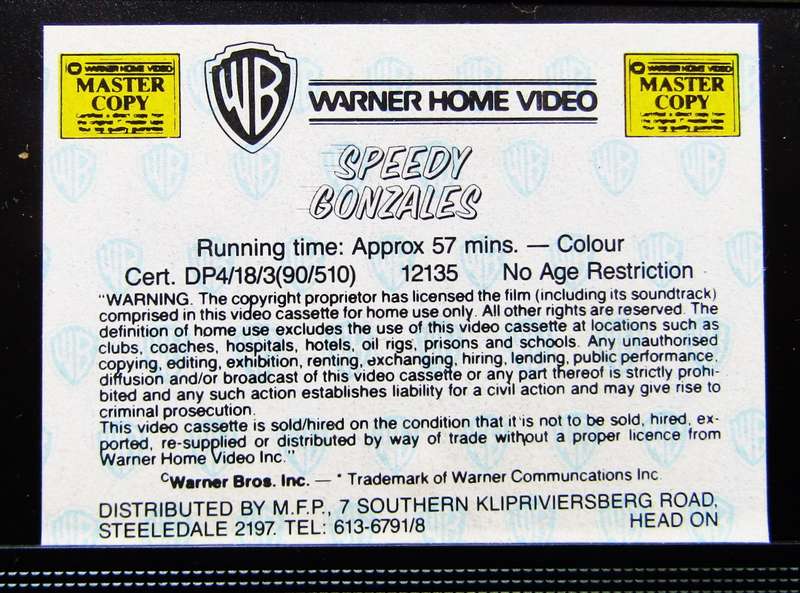 WARNER HOME VIDEO
MASTER
COPY
WB
WARNER HOME VIDEO
WARNER HOME VIDEO
MASTER
COPY
SPEEDY
GONZALES
Running time: Approx 57 mins. — Colour
Cert. DP4/18/3(90/510) 12135 No Age Restriction
"WARNING. The copyright proprietor has licensed the film (including its soundtrack)
comprised in this video cassette for home use only. All other rights are reserved. The
definition of home use excludes the use of this video cassette at locations such as
clubs, coaches, hospitals, hotels, oil rigs, prisons and schools. Any unauthorised
copying, editing, exhibition, renting, exchanging, hiring, lending, public performance,
diffusion and/or broadcast of this video cassette or any part thereof is strictly prohi-
bited and any such action establishes liability for a civil action and may give rise to
criminal prosecution.
This video cassette is sold/hired on the condition that it is not to be sold, hired, ex-
ported, re-supplied or distributed by way of trade without a proper licence from
Warner Home Video Inc."
©Warner Bros. Inc. — * Trademark of Warner Communcations Inc.
DISTRIBUTED BY M.F.P., 7 SOUTHERN KLIPRIVIERSBERG ROAD,
STEELEDALE 2197. TEL: 613-6791/8 HEAD ON